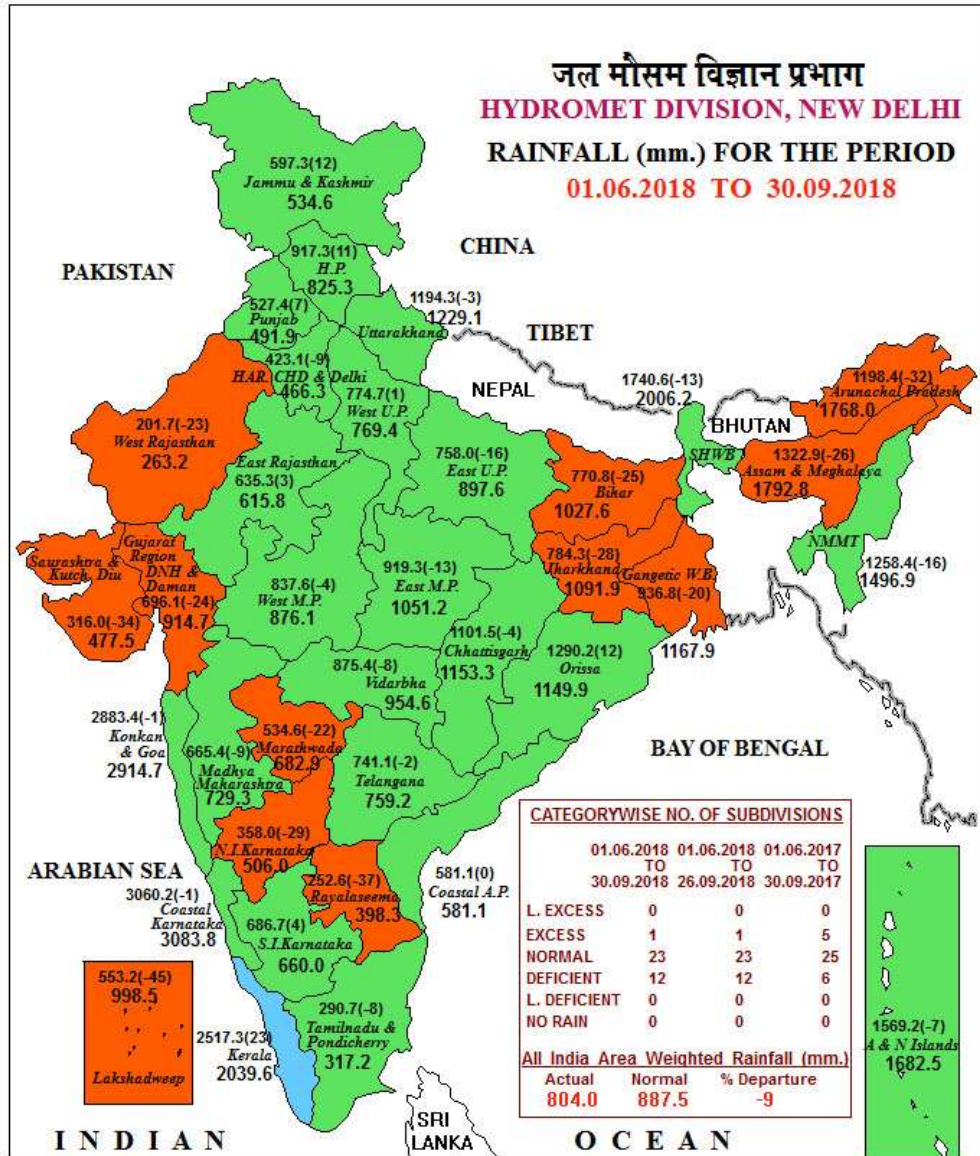 जल मौसम विज्ञान प्रभाग
HYDROMET DIVISION, NEW DELHI
RAINFALL (mm.) FOR THE PERIOD
01.06.2018 TO 30.09.2018
597.3(12)
Jammu & Kashmir
534.6
PAKISTAN
CHINA
917.3(11)
H.P.
825.3
527.4(7)
Punjab
491.9
1194.3(-3)
1229.1
Uttarakhand
TIBET
423.1(-9)
HAR. CHD & Delhi
466.3
NEPAL
1740.6(-13)
2006.2
1198.4(-32)
Arunachal Pradesh
1768.0
BHUTAN
774.7(1)
West U.P.
769.4
201.7(-23)
West Rajasthan
263.2
East Rajasthan
635.3(3)
615.8
758.0(-16)
East U.P.
897.6
770.8(-25)
Bihar
1027.6
SHWB
1322.9(-26)
Assam & Meghalaya
1792.8
NMMT
1258.4(-16)
1496.9
Saurashtra &
Kutch, Diu
316.0(-34)
477.5
Gujarat
Region
DNH &
Daman
696.1(-24)
914.7
837.6(-4)
West M.P.
876.1
919.3(-13)
East M.P.
1051.2
784.3(-28)
Jharkhand
1091.9
Gangetic W.B.
936.8(-20)
1167.9
1101.5(-4)
Chhattisgarh
1153.3
1290.2(12)
Orissa
1149.9
875.4(-8)
Vidarbha
954.6
2883.4(-1)
Konkan
& Goa
2914.7
665.4(-9)
Madhya
Maharashtra
729.3
534.6(-22)
Marathwada
682.9
741.1(-2)
Telangana
759.2
BAY OF BENGAL
358.0(-29)
N.I.Karnataka
506.0
ARABIAN SEA
3060.2(-1)
Coastal
Karnataka
3083.8
252.6(-37)
Rayalaseema
398.3
581.1(0)
Coastal A.P.
581.1
686.7(4)
S.I.Karnataka
660.0
553.2(-45)
998.5
Lakshadweep
2517.3(23)
Kerala
2039.6
290.7(-8)
Tamilnadu &
Pondicherry
317.2
CATEGORYWISE NO. OF SUBDIVISIONS
01.06.2018 01.06.2018 01.06.2017
TO TO TO
30.09.2018 26.09.2018 30.09.2017
L. EXCESS 0 0 0
EXCESS 1 1 5
NORMAL 23 23 25
DEFICIENT 12 12 6
L. DEFICIENT 0 0 0
NO RAIN 0 0 0
All India Area Weighted Rainfall (mm.)
Actual Normal % Departure
804.0 887.5 -9
1569.2(-7)
A & N Islands
1682.5
SRI
LANKA
INDIAN OCEAN